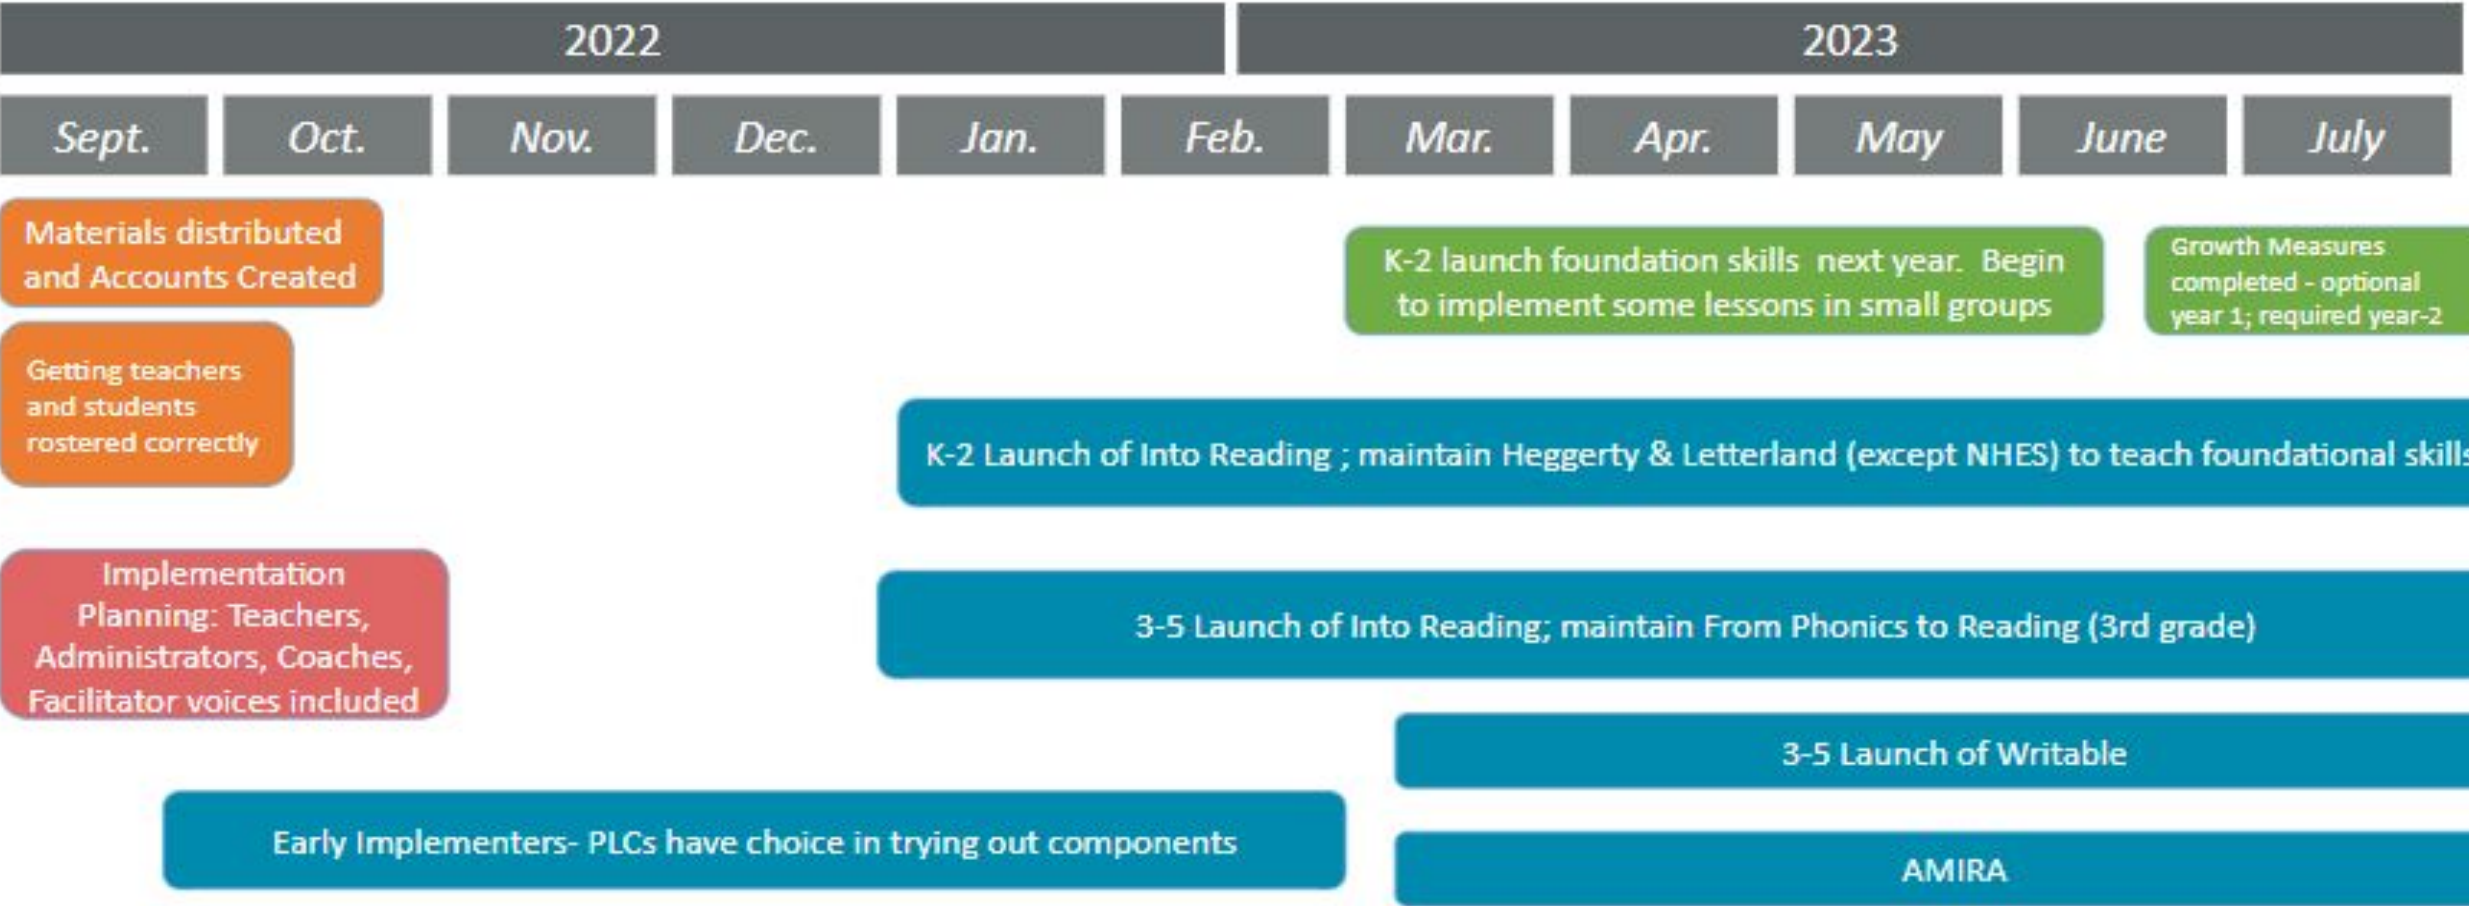 2022
2023
Sept.
Oct.
Nov.
Dec.
Jan.
Feb.
Mar.
Apr.
May
June
July
Materials distributed
and Accounts Created
K-2 launch foundation skills  next year.  Begin
to implement some lessons in small groups
Growth Measures
completed - optional
year 1; required year-2
Getting teachers
and students
rostered correctly
K-2 Launch of Into Reading ; maintain Heggerty & Letterland (except NHES) to teach foundational skills
Implementation
Planning: Teachers,
Administrators, Coaches,
Facilitator voices included
3-5 Launch of Into Reading; maintain From Phonics to Reading (3rd grade)
3-5 Launch of Writable
Early Implementers- PLCs have choice in trying out components
AMIRA